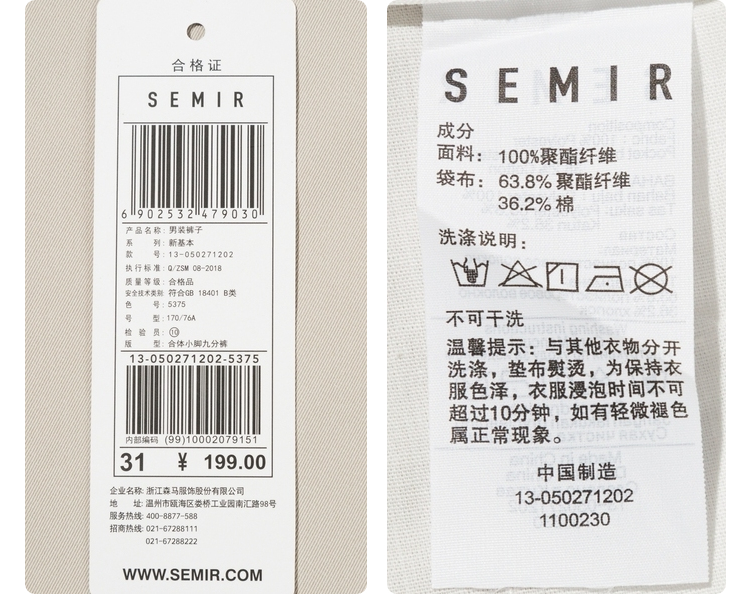 合格证
SEMIR
6 902532 479030
产品名称: 男装裤子
系 列: 新基本
款 号: 13-050271202
执行标准: Q/ZSM 08-2018
质量等级: 合格品
安全技术类别: 符合GB 18401 B类
色 号: 5375
号 型: 170/76A
检 验 员: ⑩
版 型: 合体小脚九分裤
13-050271202-5375
内部编码 (99)10002079151
31 ¥ 199.00
企业名称: 浙江森马服饰股份有限公司
地 址: 温州市瓯海区娄桥工业园南汇路98号
服务热线: 400-8877-588
招商热线: 021-67288111
021-67288222
WWW.SEMIR.COM
SEMIR
成分
面料: 100%聚酯纤维
袋布: 63.8%聚酯纤维
36.2%棉
洗涤说明:
不可干洗
温馨提示: 与其他衣物分开
洗涤, 垫布熨烫, 为保持衣
服色泽, 衣服浸泡时间不可
超过10分钟, 如有轻微褪色
属正常现象。
中国制造
13-050271202
1100230